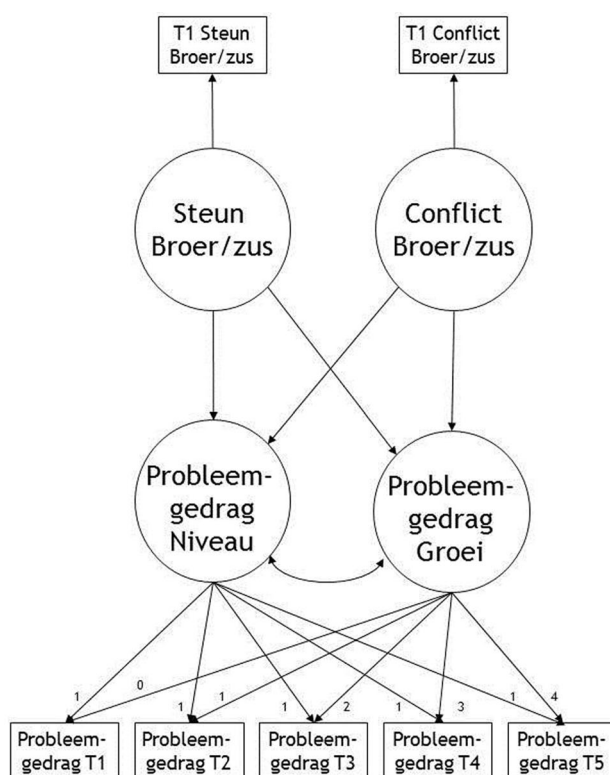 T1 Steun
Broer/zus
T1 Conflict
Broer/zus
Steun
Broer/zus
Conflict
Broer/zus
Probleem-
gedrag
Niveau
Probleem-
gedrag
Groei
1
0
1
1
1
2
1
3
1
4
Probleem-
gedrag T1
Probleem-
gedrag T2
Probleem-
gedrag T3
Probleem-
gedrag T4
Probleem-
gedrag T5